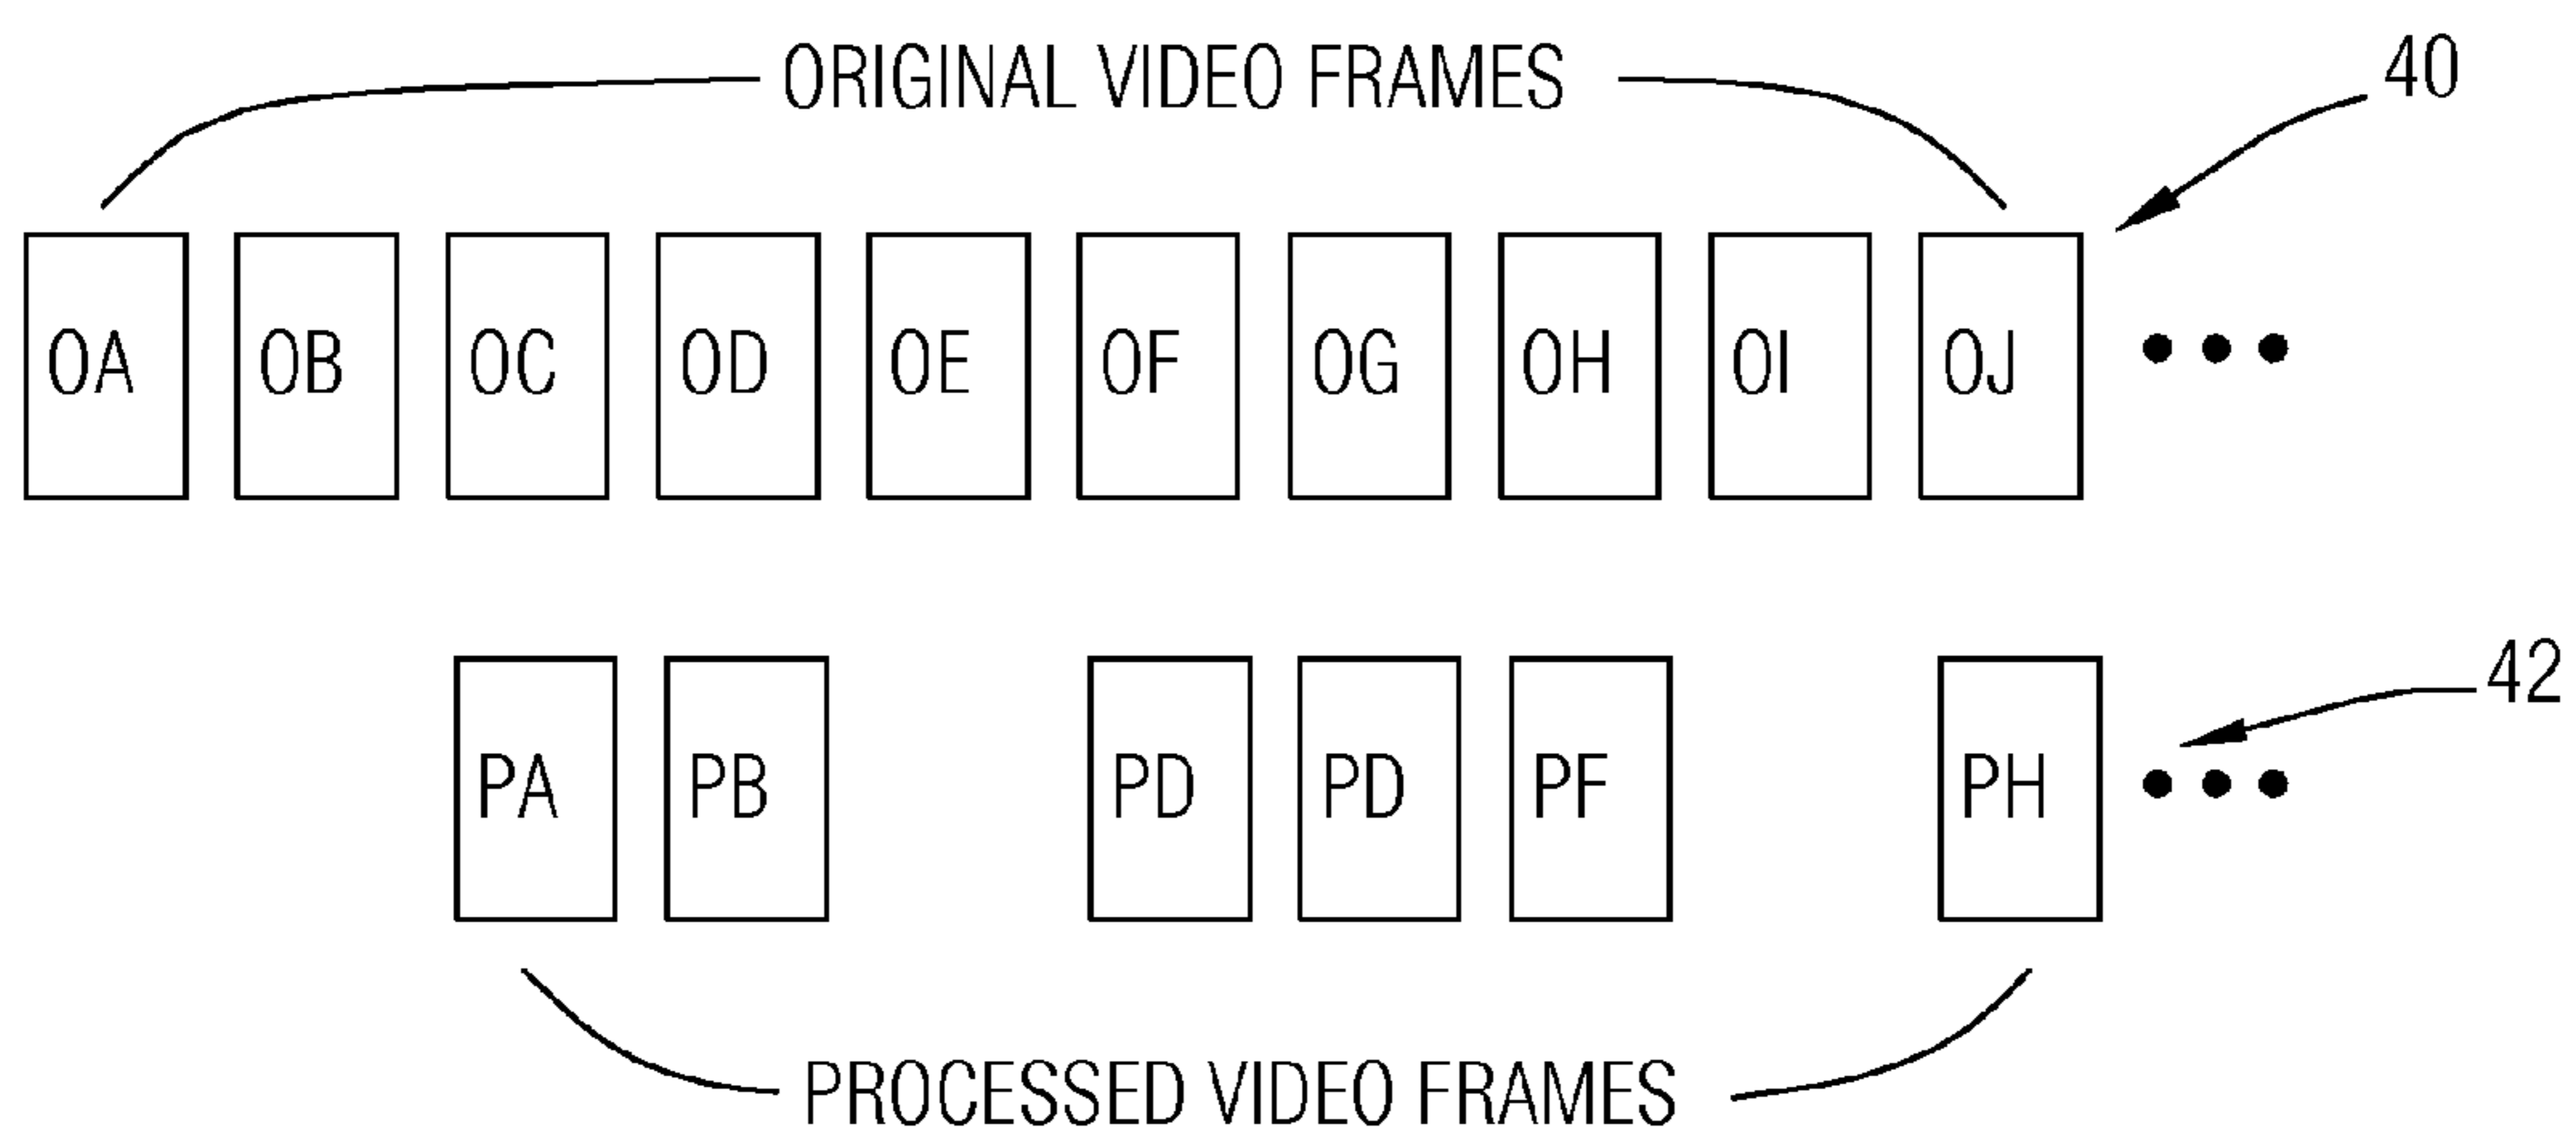 ORIGINAL VIDEO FRAMES
40
OA OB OC OD OE OF OG OH OI OJ
42
PA PB PD PD PF PH
PROCESSED VIDEO FRAMES